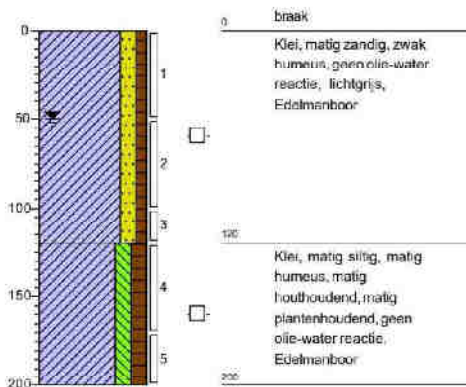 0
braak
0
Klei, matig zandig, zwak
humeus, geen olie-water
reactie, lichtgrijs,
Edelmanboor
1
50
2
100
3
120
Klei, matig siltig, matig
humeus, matig
houthoudend, matig
plantenhoudend, geen
olie-water reactie,
Edelmanboor
4
150
5
200
200